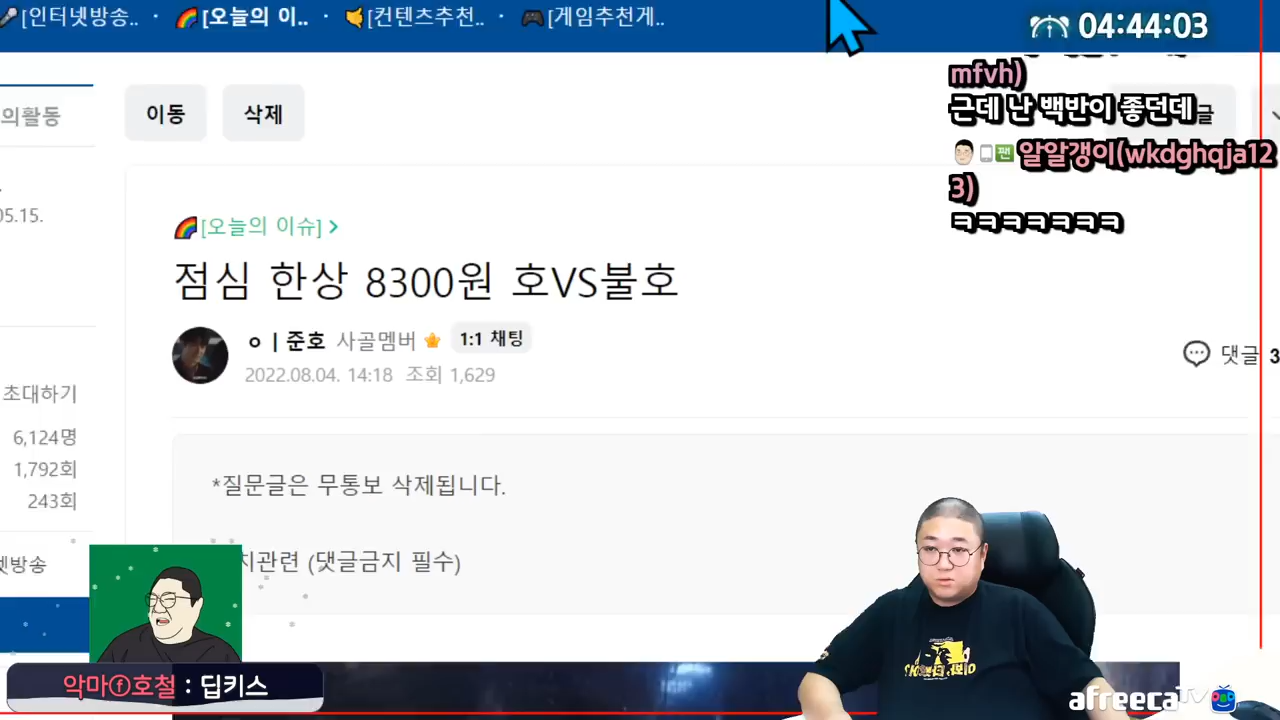 [인터넷방송.. · [오늘의 이.. · [컨텐츠추천.. · [게임추천게..
04:44:03
mfvh)
근데 난 백반이 좋던데
알알갱이(wkdghqja12
3)
ㅋㅋㅋㅋㅋㅋㅋ
의활동
이동
삭제
글
05.15.
[오늘의 이슈]
점심 한상 8300원 호VS불호
ㅇ | 준호 사골멤버 1:1 채팅
2022.08.04. 14:18 조회 1,629
댓글 3
초대하기
6,124명
1,792회
243회
*질문글은 무통보 삭제됩니다.
치관련 (댓글금지 필수)
넷방송
악마ⓕ호철 : 딥키스
afreecaTV